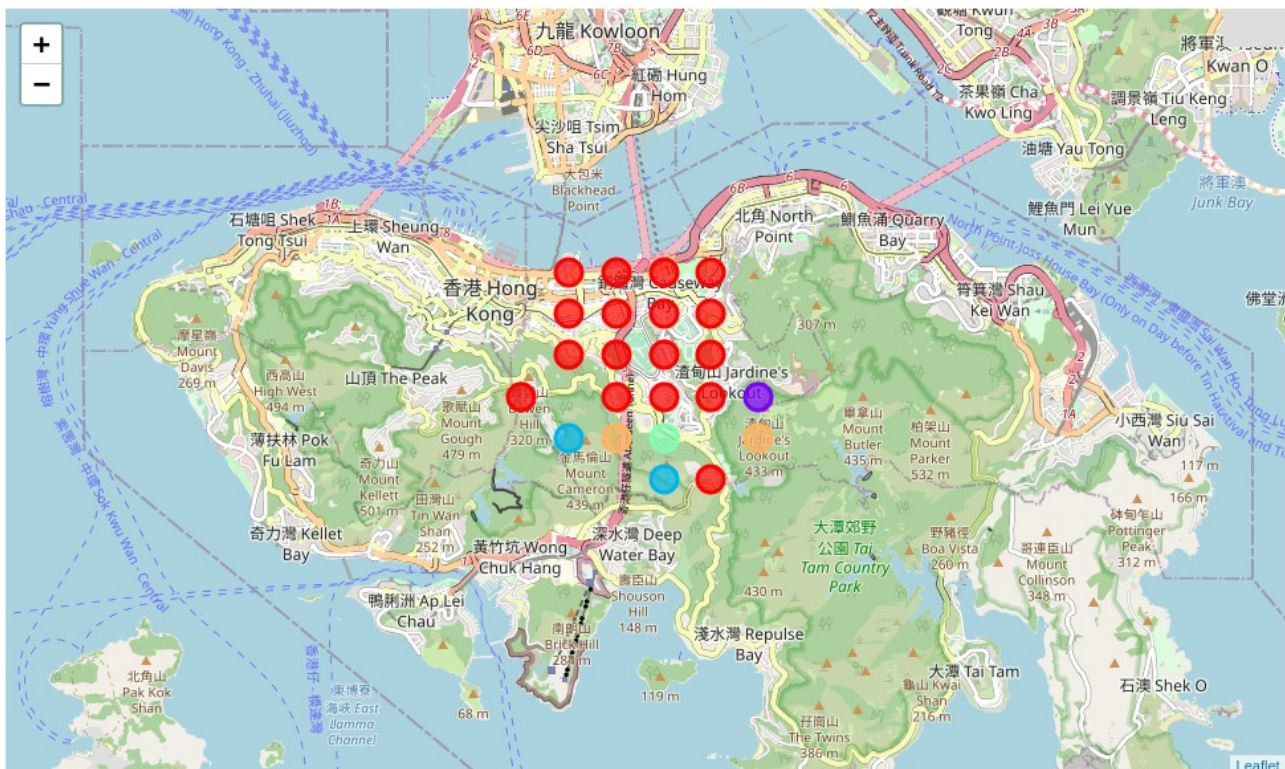 +
−
九龍 Kowloon
紅磡 Hung
Hom
尖沙咀 Tsim
Sha Tsui
大包米
Blackhead
Point
觀塘 Kwun
Tong
將軍澳
Kwan O
茶果嶺 Cha
Kwo Ling
調景嶺 Tiu Keng
Leng
油塘 Yau Tong
鯉魚門 Lei Yue
Mun
將軍澳
Junk Bay
石塘咀 Shek
Tong Tsui
上環 Sheung
Wan
北角 North
Point
鰂魚涌 Quarry
Bay
香港 Hong
Kong
銅鑼灣 Causeway
Bay
筲箕灣 Shau
Kei Wan
307 m
摩星嶺
Mount
Davis
269 m
西高山
High West
494 m
山頂 The Peak
歌賦山
Mount
Gough
479 m
Hill
320 m
渣甸山 Jardine's
Lookout
渣甸山
Jardine's
Lookout
433 m
畢拿山
Mount
Butler
435 m
柏架山
Mount
Parker
532 m
小西灣 Siu Sai
Wan
117 m
166 m
薄扶林 Pok
Fu Lam
奇力山
Mount
Kellett
501 m
田灣山
Tin Wan
Shan
252 m
金馬倫山
Mount
Cameron
439 m
奇力灣 Kellet
Bay
黃竹坑 Wong
Chuk Hang
深水灣 Deep
Water Bay
壽臣山
Shouson
Hill
148 m
大潭郊野
公園 Tai
Tam Country
Park
野豬徑
Boa Vista
260 m
哥連臣山
Mount
Collinson
348 m
砵甸乍山
Pottinger
Peak
312 m
鴨脷洲 Ap Lei
Chau
南朗山
Brick Hill
430 m
淺水灣 Repulse
Bay
大潭 Tai Tam
龜山 Kwai
Shan
216 m
石澳 Shek O
北角山
Pak Kok
Shan
東博寮
海峽 East
Lamma
Channel
68 m
119 m
孖崗山
The Twins
386 m
Leaflet